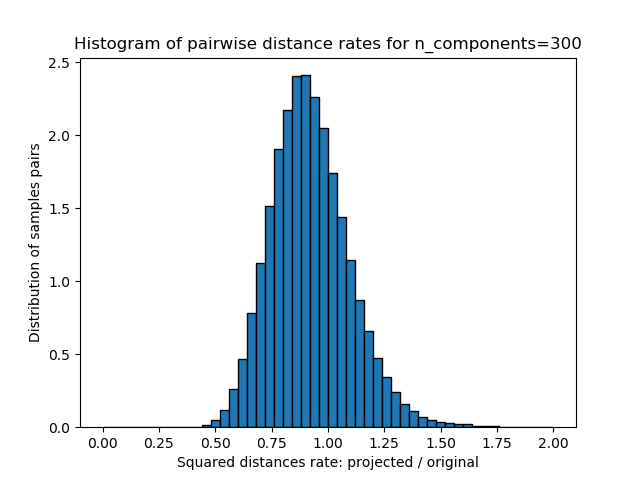 Histogram of pairwise distance rates for n_components=300
2.5
2.0
1.5
1.0
0.5
0.0
Distribution of samples pairs
0.00 0.25 0.50 0.75 1.00 1.25 1.50 1.75 2.00
Squared distances rate: projected / original